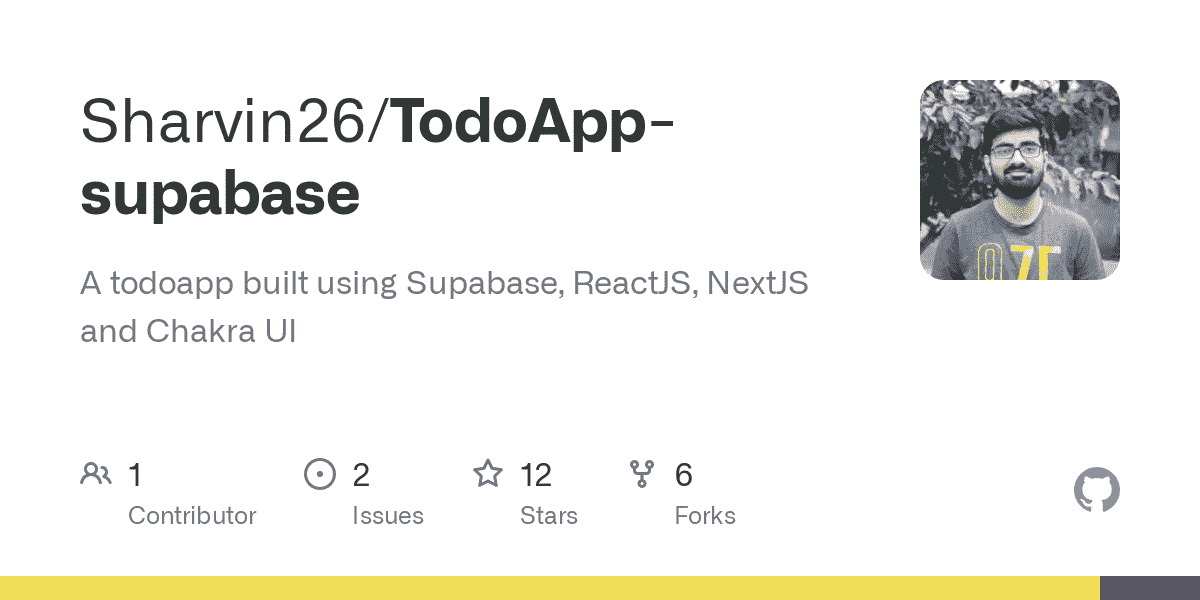 Sharvin26/TodoApp-
supabase
A todoapp built using Supabase, ReactJS, NextJS
and Chakra UI
1
Contributor
2
Issues
12
Stars
6
Forks